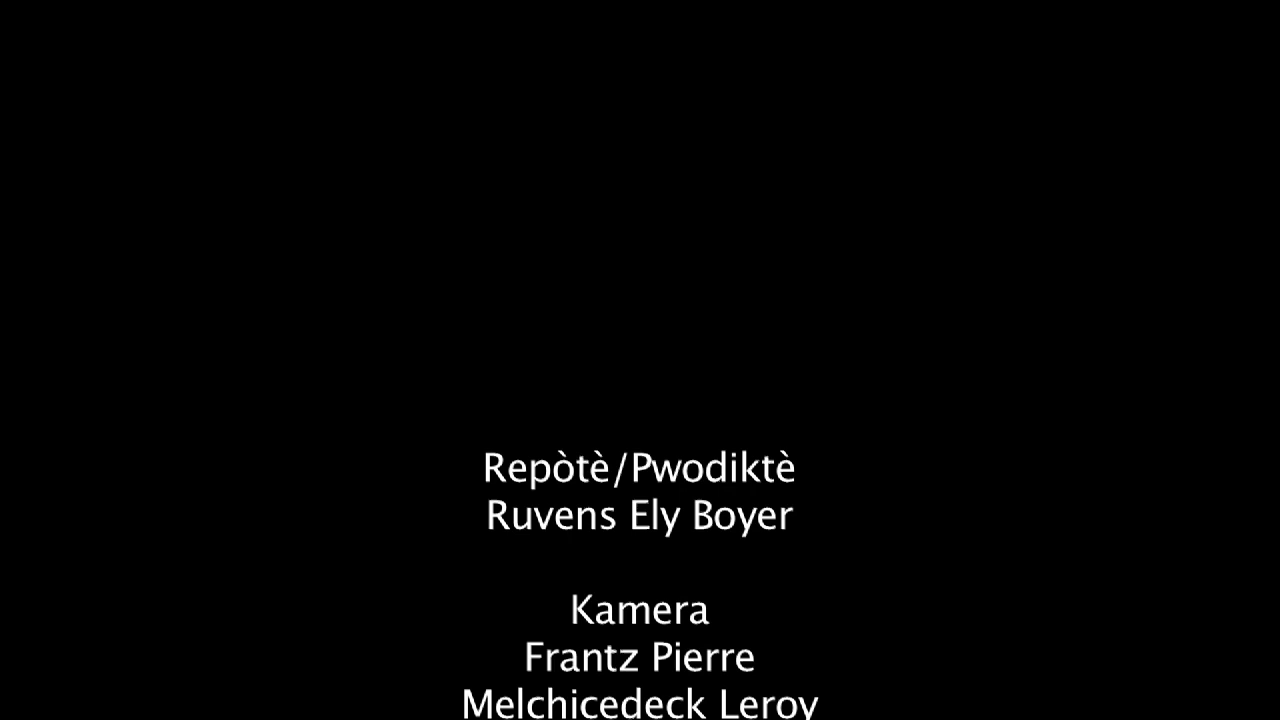 Repòtè/Pwodiktè
Ruvens Ely Boyer
Kamera
Frantz Pierre
Melchicedeck Leroy